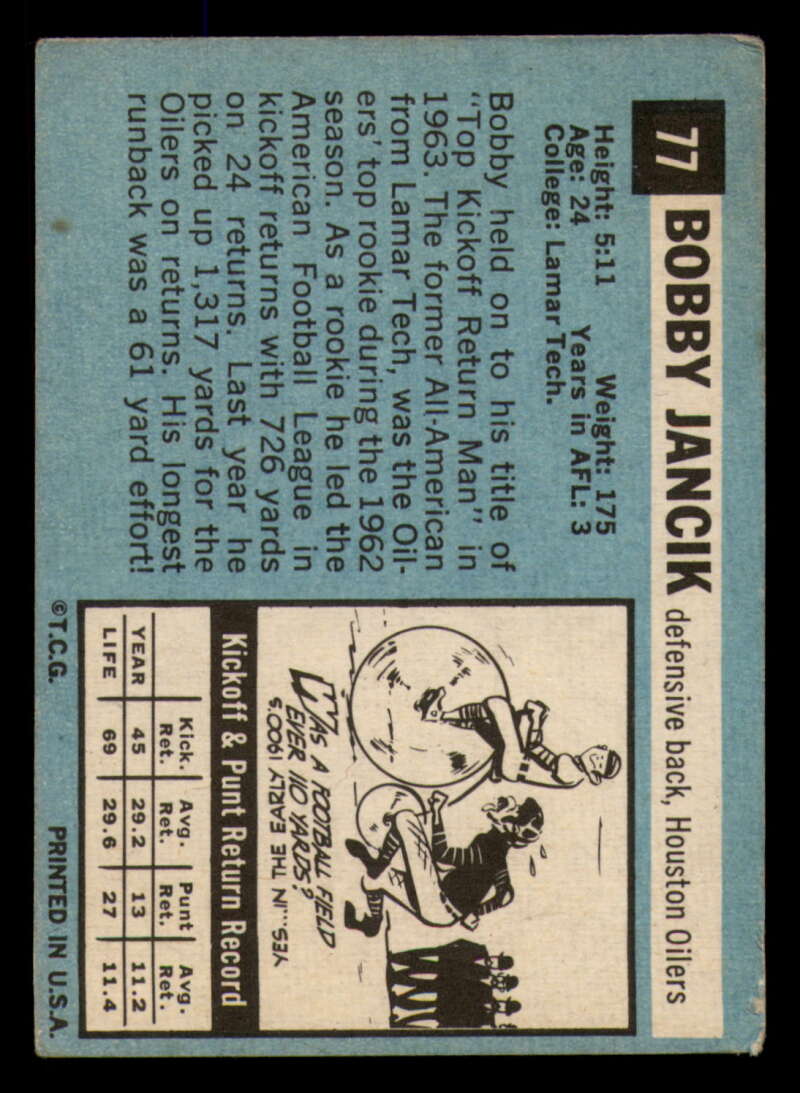 77 BOBBY JANCIK defensive back, Houston Oilers
Height: 5:11 Weight: 175
Age: 24 Years in AFL: 3
College: Lamar Tech.
Bobby held on to his title of
"Top Kickoff Return Man" in
1963. The former All-American
from Lamar Tech, was the Oil-
ers' top rookie during the 1962
season. As a rookie he led the
American Football League in
kickoff returns with 726 yards
on 24 returns. Last year he
picked up 1,317 yards for the
Oilers on returns. His longest
runback was a 61 yard effort!
WAS A FOOTBALL FIELD
EVER 110 YARDS?
YES...IN THE EARLY 1900'S
Kickoff & Punt Return Record
Kick. Ret. Avg. Ret. Punt Ret. Avg. Ret.
YEAR 45 29.2 13 11.2
LIFE 69 29.6 27 11.4
©T.C.G. PRINTED IN U.S.A.